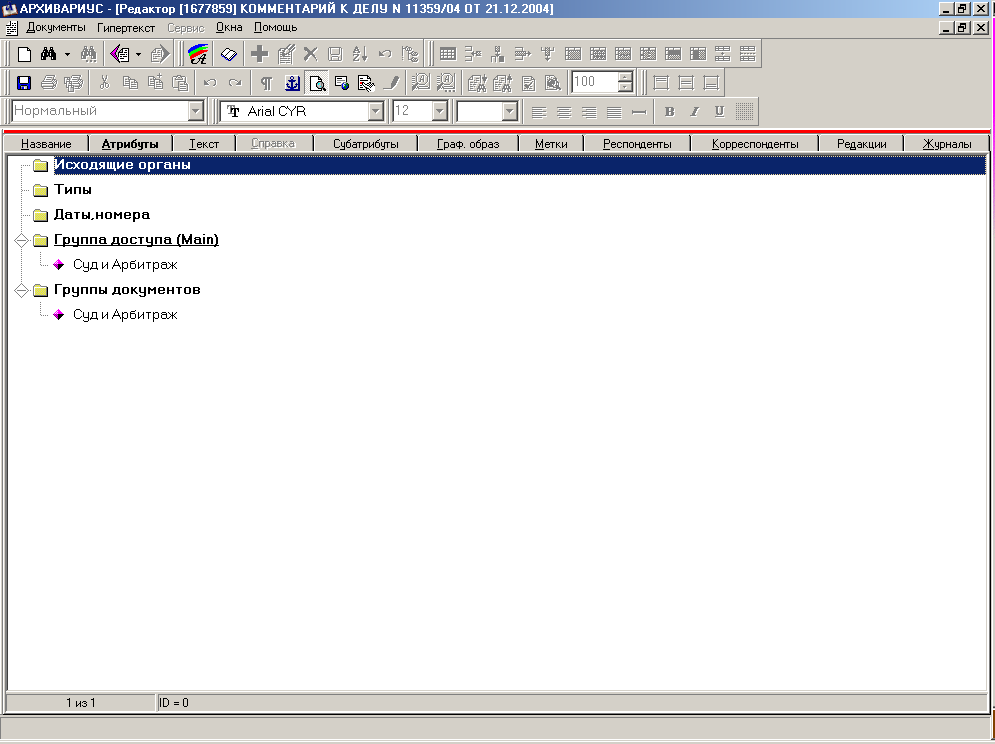 АРХИВАРИУС - [Редактор [1677859] КОММЕНТАРИЙ К ДЕЛУ N 11359/04 ОТ 21.12.2004]
Документы Гипертекст Сервис Окна Помощь
100
Нормальный Arial CYR 12 B I U
Название Атрибуты Текст Справка Субатрибуты Граф. образ Метки Респонденты Корреспонденты Редакции Журналы
Исходящие органы
Типы
Даты,номера
Группа доступа (Main)
Суд и Арбитраж
Группы документов
Суд и Арбитраж
1 из 1 ID = 0